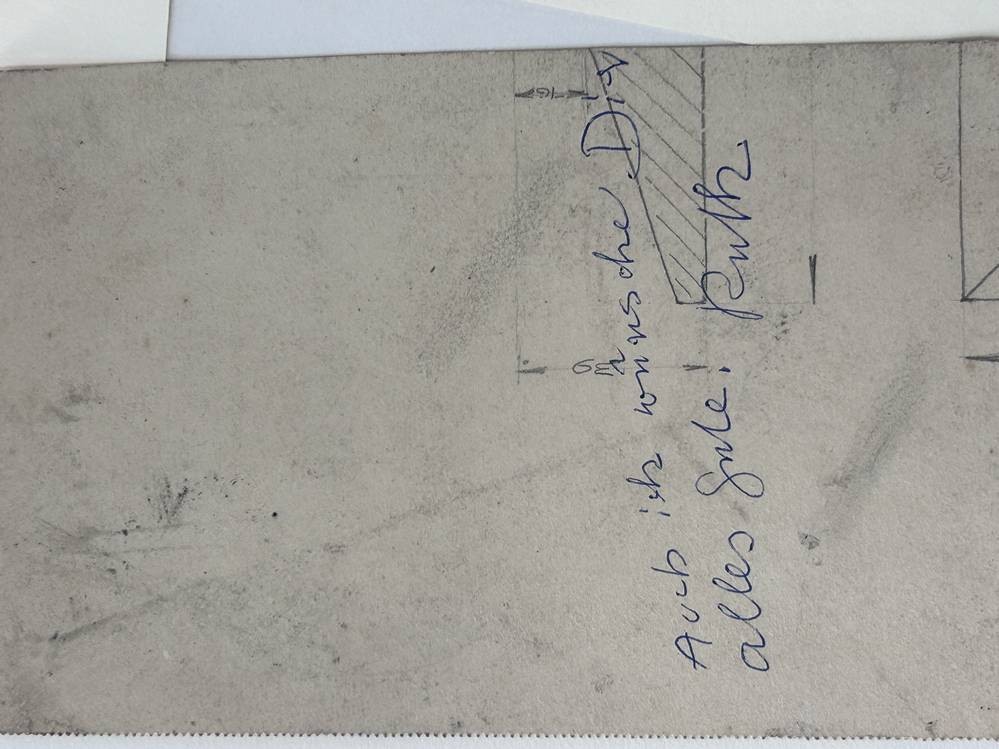 Auch ich wünsche Dir
alles Gute. Ruth